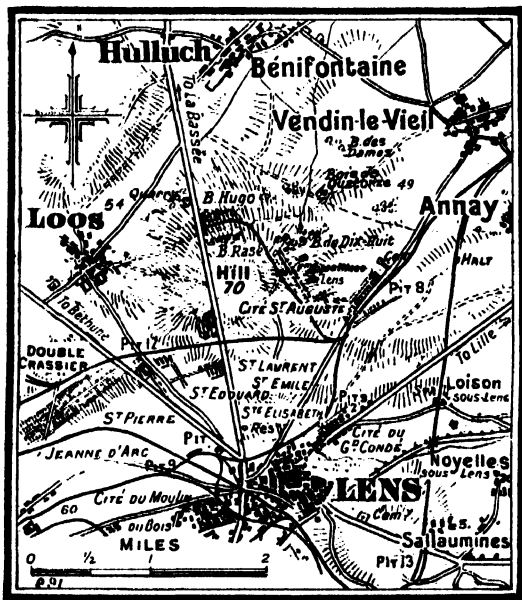 Hulluch
Bénifontaine
To La Bassée
Vendin-le-Vieil
B. des
Dames
Bois de
Quatorze
49
54
Quarry
B. Hugo
Loos
Annay
B. Rasé
B. de Dix-Huit
Hill
70
Lens
HALT
PIT 8
CITÉ ST AUGUSTE
To Bethune
PIT 12
DOUBLE
CRASSIER
ST LAURENT
ST EMILE
ST EDOUARD
STE ELISABETH
Res
To Lille
Loison
sous-Lens
ST PIERRE
JEANNE D'ARC
PIT
CITÉ DU
GD CONDÉ
Noyelles
sous Lens
PIT 9
CITÉ DU MOULIN
LENS
60
DU BOIS
Cemy
Sallaumines
PIT 13
MILES
0 ½ 1 2